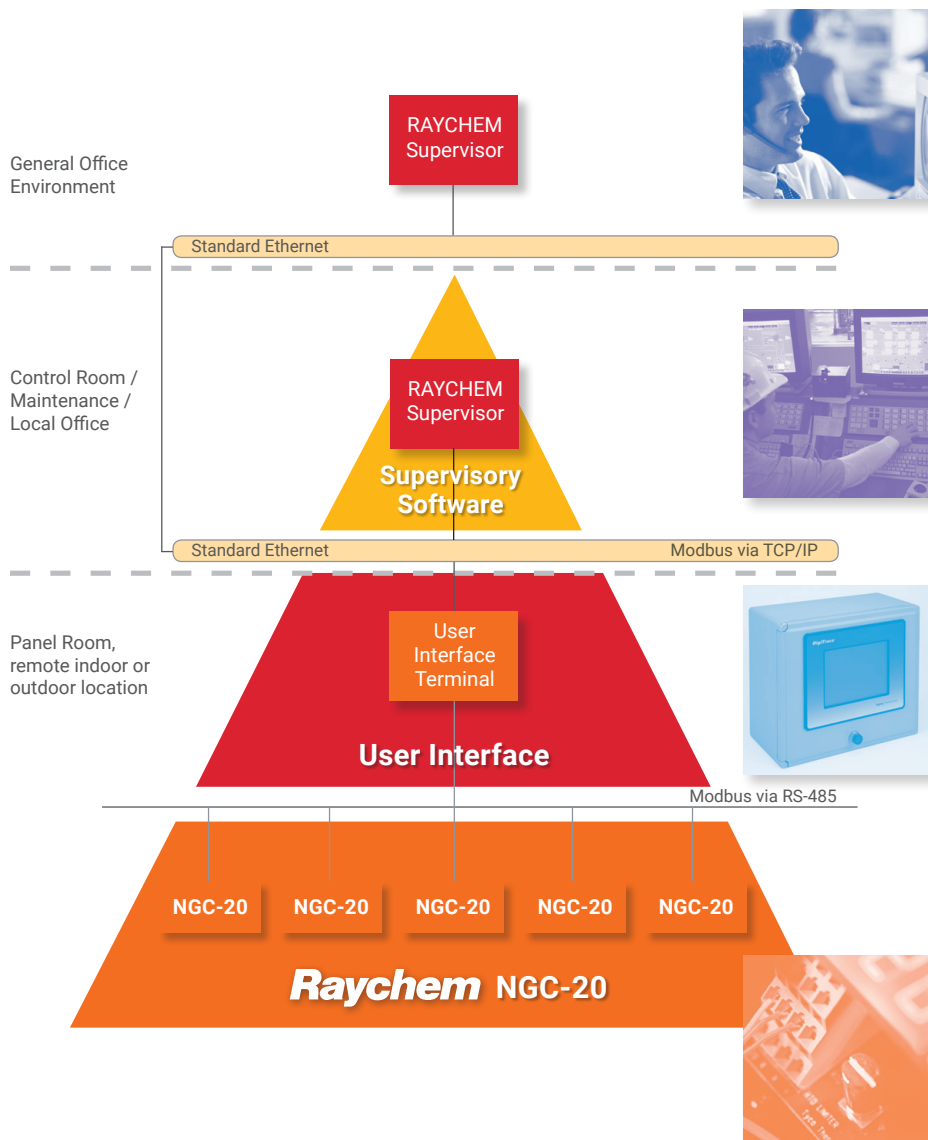 RAYCHEM
Supervisor
General Office
Environment
Standard Ethernet
Control Room /
Maintenance /
Local Office
RAYCHEM
Supervisor
Supervisory
Software
Standard Ethernet
Modbus via TCP/IP
Panel Room,
remote indoor or
outdoor location
User
Interface
Terminal
User Interface
Modbus via RS-485
NGC-20 NGC-20 NGC-20 NGC-20 NGC-20
Raychem NGC-20